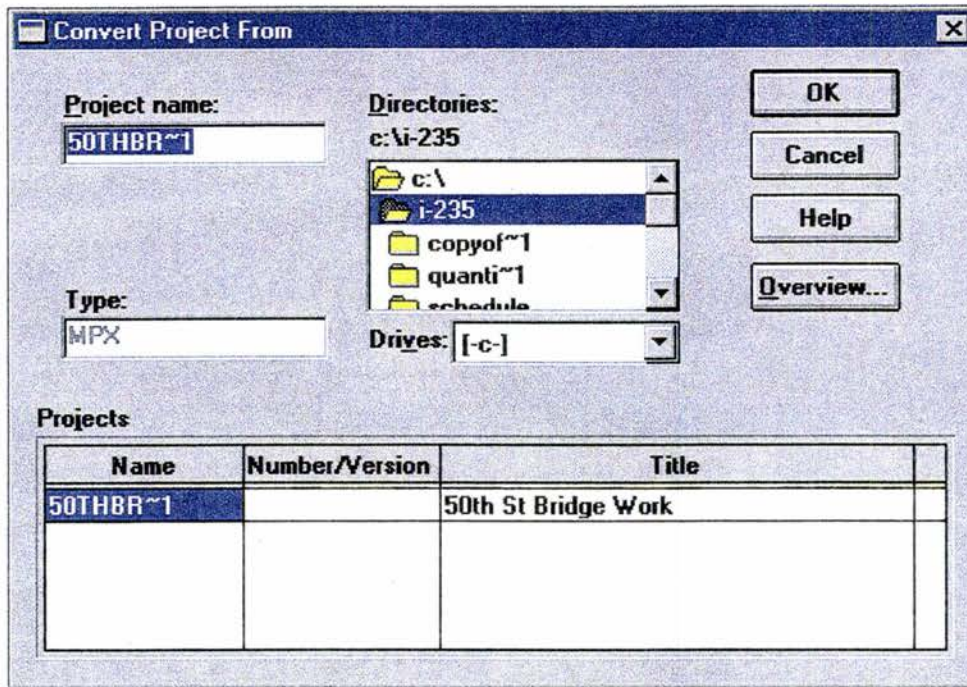 Convert Project From
Project name:
50THBR~1
Type:
MPX
Directories:
c:\i-235
c:\
i-235
copyof~1
quanti~1
schedule
Drives: [-c-]
OK
Cancel
Help
Overview...
Projects
Name Number/Version Title
50THBR~1 50th St Bridge Work